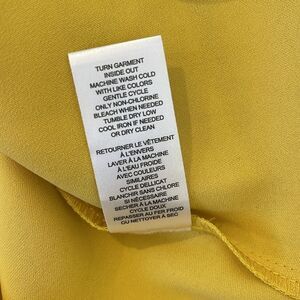 TURN GARMENT
INSIDE OUT
MACHINE WASH COLD
WITH LIKE COLORS
GENTLE CYCLE
ONLY NON-CHLORINE
BLEACH WHEN NEEDED
TUMBLE DRY LOW
COOL IRON IF NEEDED
OR DRY CLEAN
RETOURNER LE VÊTEMENT
À L'ENVERS
LAVER À LA MACHINE
À L'EAU FROIDE
AVEC COULEURS
SIMILAIRES
CYCLE DELLICAT
BLANCHIR SANS CHLORE
SI NÉCESSAIRE
SECHER À LA MACHINE
CYCLE DOUX
REPASSER AU FER FROID
OU NETTOYER À SEC